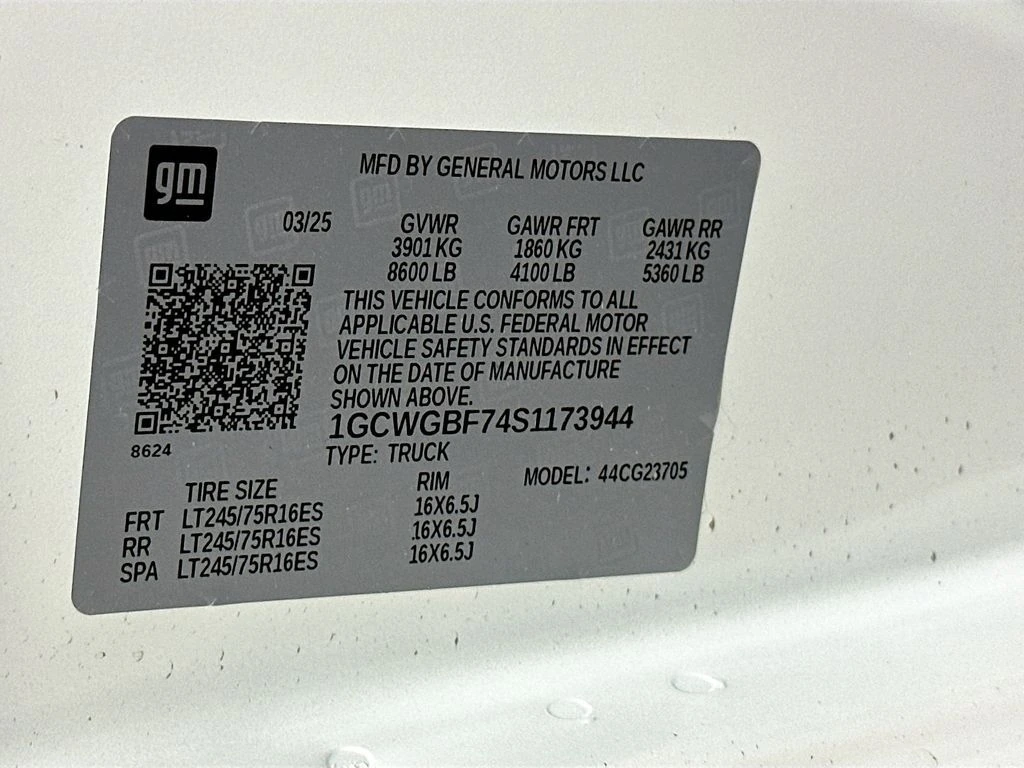 gm
MFD BY GENERAL MOTORS LLC
03/25 GVWR GAWR FRT GAWR RR
3901 KG 1860 KG 2431 KG
8600 LB 4100 LB 5360 LB
THIS VEHICLE CONFORMS TO ALL
APPLICABLE U.S. FEDERAL MOTOR
VEHICLE SAFETY STANDARDS IN EFFECT
ON THE DATE OF MANUFACTURE
SHOWN ABOVE.
1GCWGBF74S1173944
8624
TYPE: TRUCK
MODEL: 44CG23705
TIRE SIZE RIM
FRT LT245/75R16ES 16X6.5J
RR LT245/75R16ES 16X6.5J
SPA LT245/75R16ES 16X6.5J